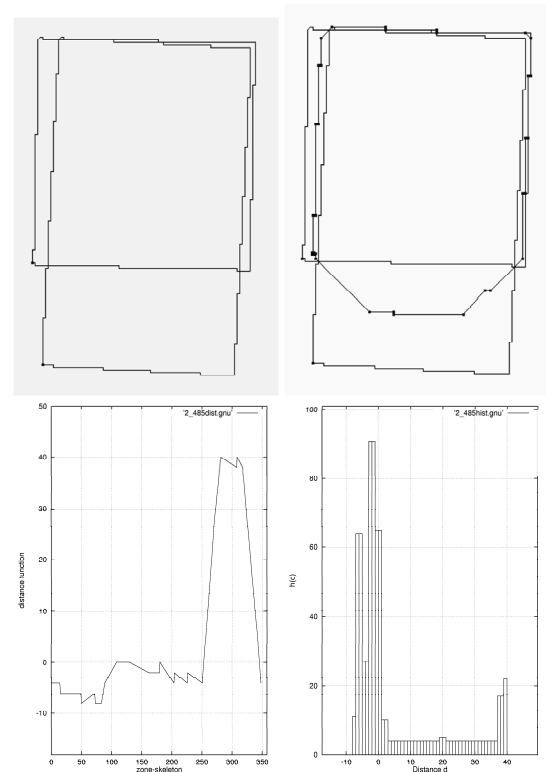 50
40
30
20
10
0
-10
0 50 100 150 200 250 300 350
distance function
zone-skeleton
'2_485dist.gnu'
100
80
60
40
20
0
-10 0 10 20 30 40
h(c)
Distance d
'2_485hist.gnu'